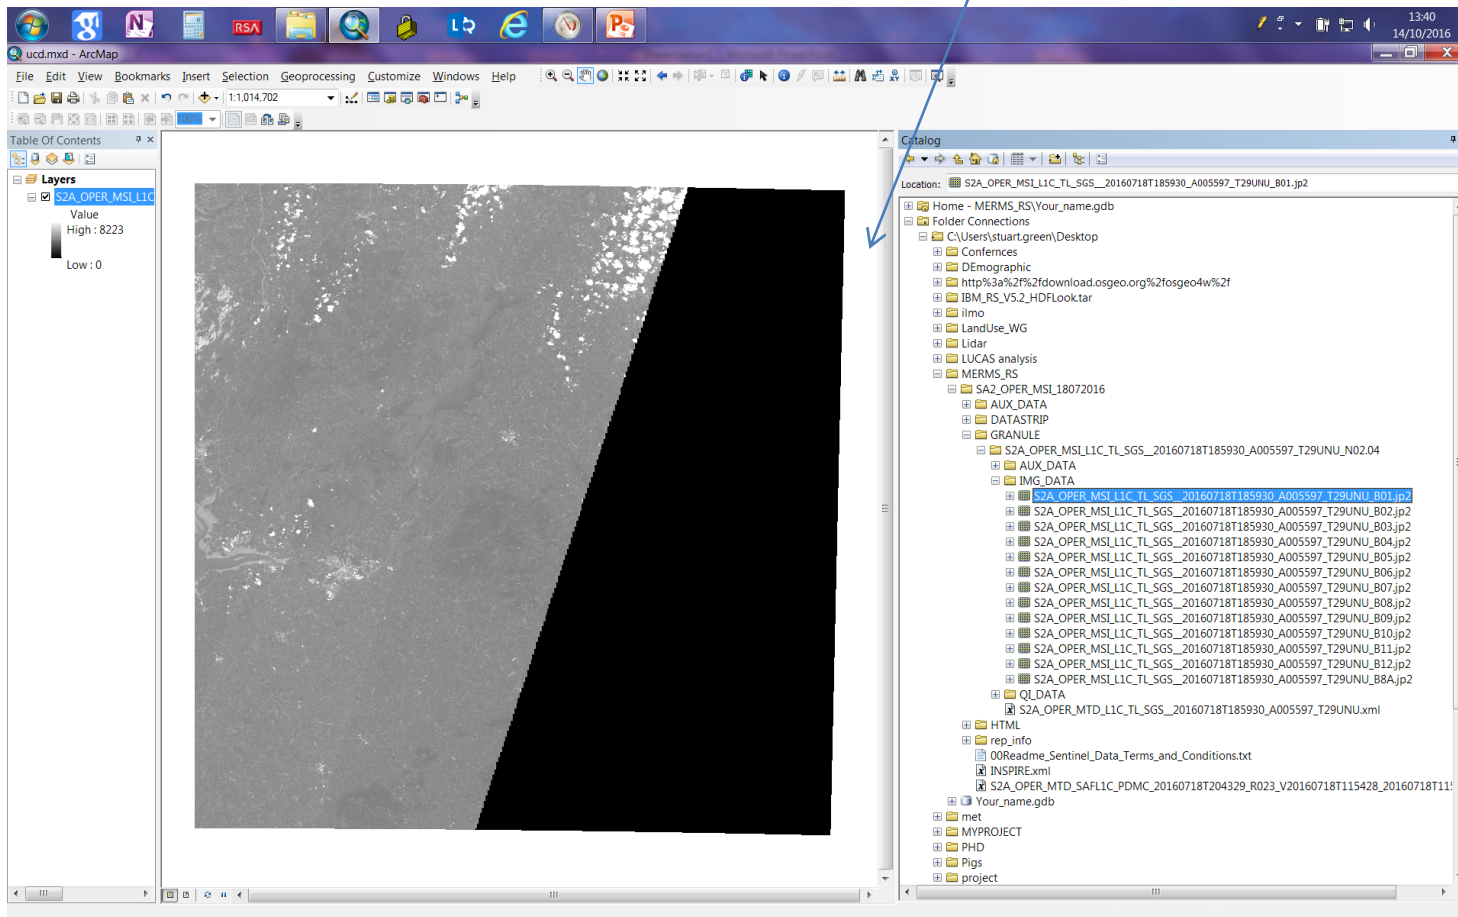 RSA
13:40
14/10/2016
ucd.mxd - ArcMap
File Edit View Bookmarks Insert Selection Geoprocessing Customize Windows Help
1:1,014,702
100%
Table Of Contents
Layers
S2A_OPER_MSI_L1C
Value
High : 8223
Low : 0
Catalog
Location: S2A_OPER_MSI_L1C_TL_SGS__20160718T185930_A005597_T29UNU_B01.jp2
Home - MERMS_RS\Your_name.gdb
Folder Connections
C:\Users\stuart.green\Desktop
Confernces
DEmographic
http%3a%2f%2fdownload.osgeo.org%2fosgeo4w%2f
IBM_RS_V5.2_HDFLook.tar
ilmo
LandUse_WG
Lidar
LUCAS analysis
MERMS_RS
SA2_OPER_MSI_18072016
AUX_DATA
DATASTRIP
GRANULE
S2A_OPER_MSI_L1C_TL_SGS__20160718T185930_A005597_T29UNU_N02.04
AUX_DATA
IMG_DATA
S2A_OPER_MSI_L1C_TL_SGS__20160718T185930_A005597_T29UNU_B01.jp2
S2A_OPER_MSI_L1C_TL_SGS__20160718T185930_A005597_T29UNU_B02.jp2
S2A_OPER_MSI_L1C_TL_SGS__20160718T185930_A005597_T29UNU_B03.jp2
S2A_OPER_MSI_L1C_TL_SGS__20160718T185930_A005597_T29UNU_B04.jp2
S2A_OPER_MSI_L1C_TL_SGS__20160718T185930_A005597_T29UNU_B05.jp2
S2A_OPER_MSI_L1C_TL_SGS__20160718T185930_A005597_T29UNU_B06.jp2
S2A_OPER_MSI_L1C_TL_SGS__20160718T185930_A005597_T29UNU_B07.jp2
S2A_OPER_MSI_L1C_TL_SGS__20160718T185930_A005597_T29UNU_B08.jp2
S2A_OPER_MSI_L1C_TL_SGS__20160718T185930_A005597_T29UNU_B09.jp2
S2A_OPER_MSI_L1C_TL_SGS__20160718T185930_A005597_T29UNU_B10.jp2
S2A_OPER_MSI_L1C_TL_SGS__20160718T185930_A005597_T29UNU_B11.jp2
S2A_OPER_MSI_L1C_TL_SGS__20160718T185930_A005597_T29UNU_B12.jp2
S2A_OPER_MSI_L1C_TL_SGS__20160718T185930_A005597_T29UNU_B8A.jp2
QI_DATA
S2A_OPER_MTD_L1C_TL_SGS__20160718T185930_A005597_T29UNU.xml
HTML
rep_info
00Readme_Sentinel_Data_Terms_and_Conditions.txt
INSPIRE.xml
S2A_OPER_MTD_SAFL1C_PDMC_20160718T204329_R023_V20160718T115428_20160718T11
Your_name.gdb
met
MYPROJECT
PHD
Pigs
project